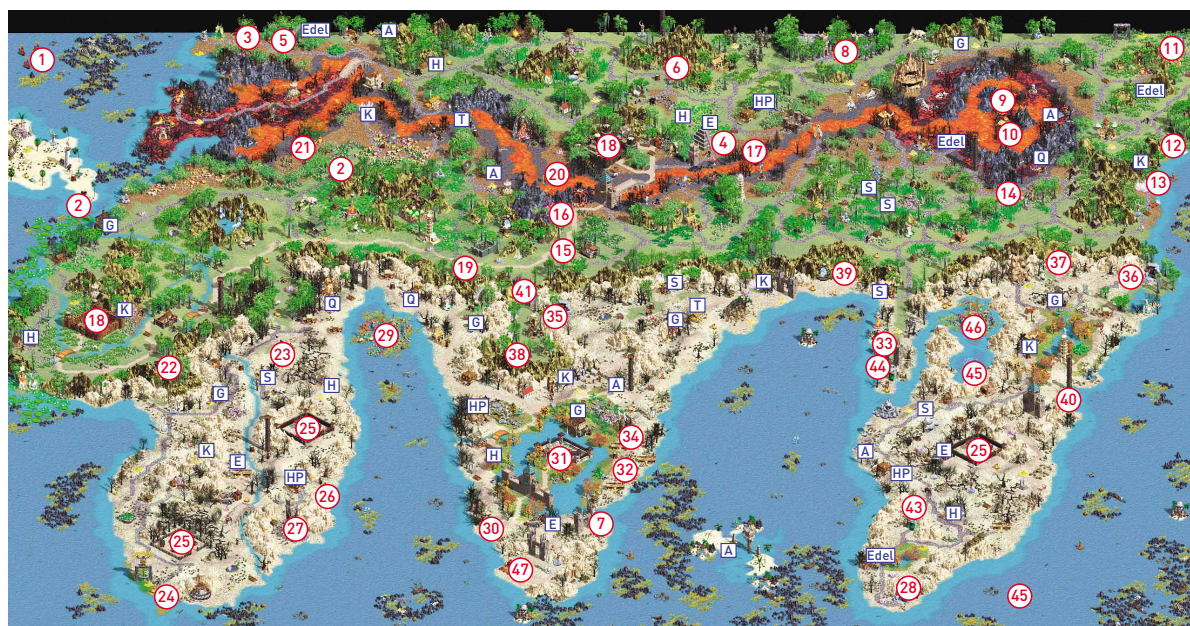 3 5 Edel A
1 8 G 11
H 6
Edel
HP 9
K T H E A
18 4 17 10 Edel
21 12
2 20 A Q K
13
S 14
2 S
G 16
15
19 39 37
41 S K S 36
Q Q T G
18 K G 35 G 46
29 33
H 23 38 44 K
22 S 45
G H K A
HP G S 40
25 34
K E H 31 A E 25
HP 32 HP
26
27 30 E 7 43 H
25
A Edel
47
24 28 45